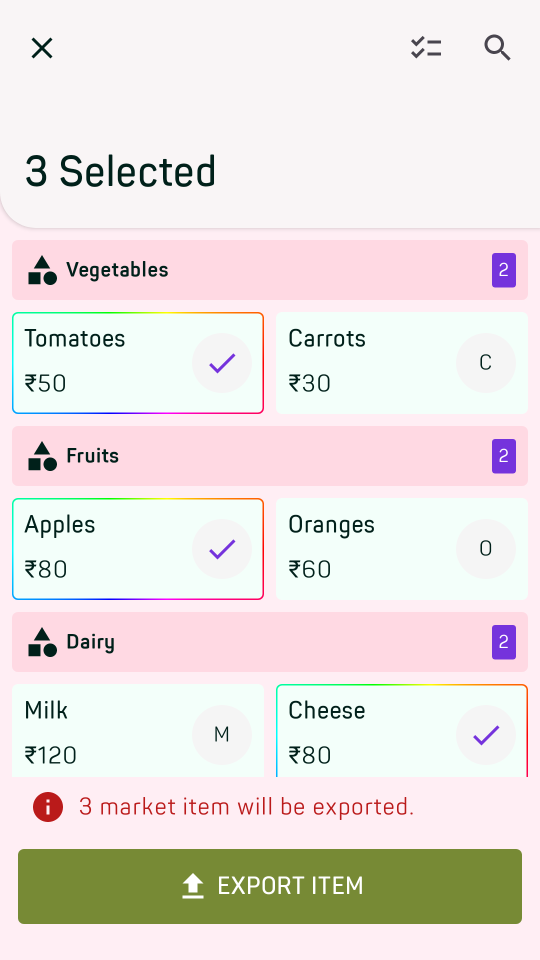 3 Selected
Vegetables
2
Tomatoes
₹50
Carrots
₹30
C
Fruits
2
Apples
₹80
Oranges
₹60
O
Dairy
2
Milk
₹120
M
Cheese
₹80
3 market item will be exported.
EXPORT ITEM